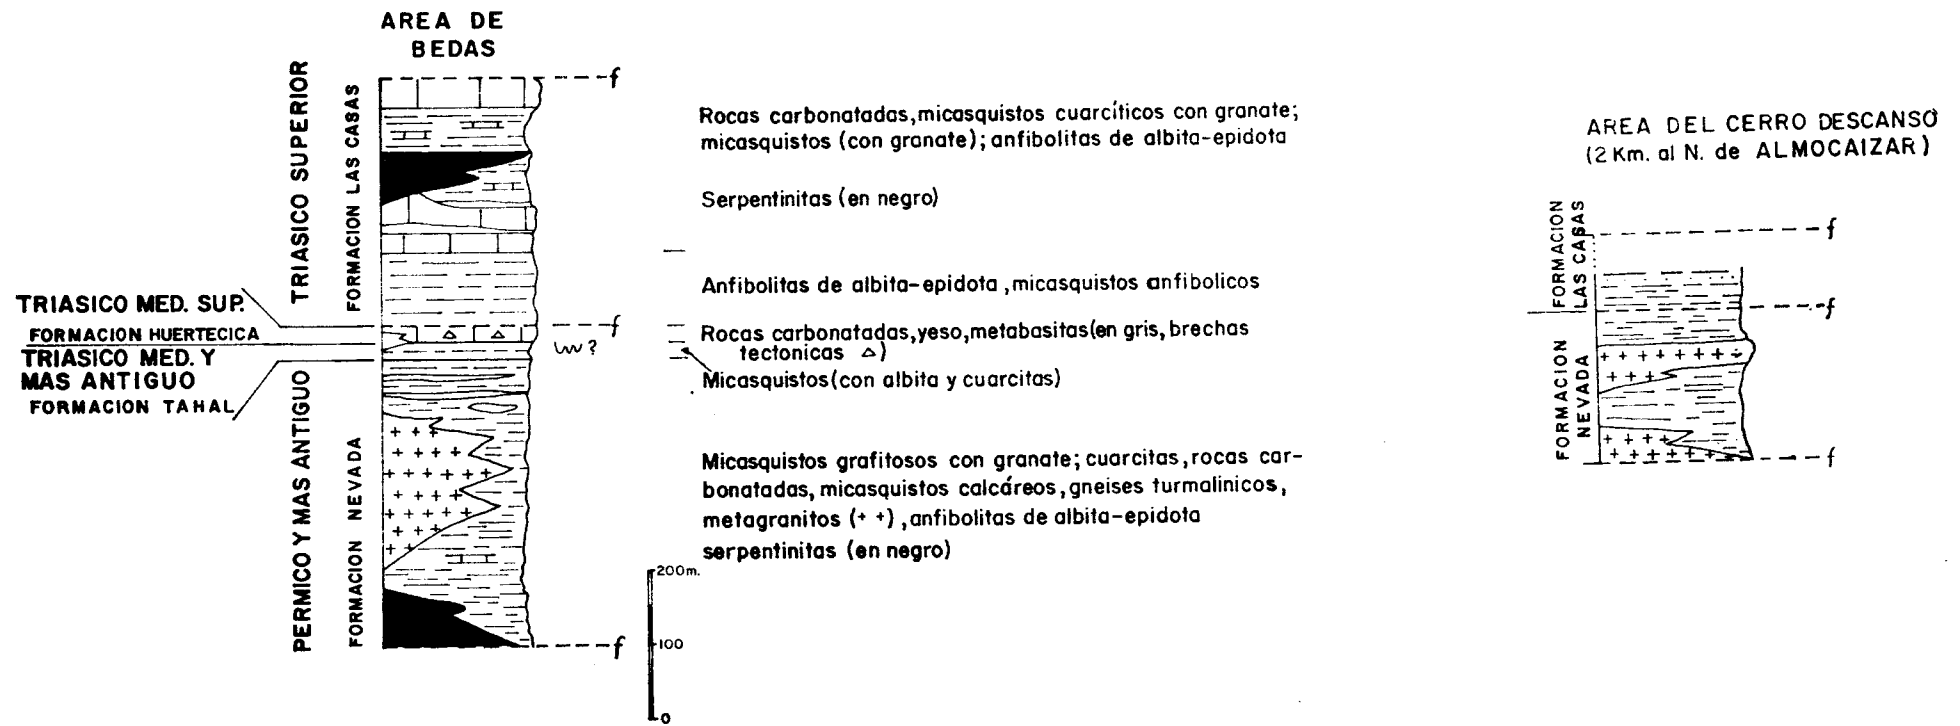 AREA DE
BEDAS
TRIASICO SUPERIOR
FORMACION LAS CASAS
TRIASICO MED. SUP.
FORMACION HUERTECICA
TRIASICO MED. Y
MAS ANTIGUO
FORMACION TAHAL
PERMICO Y MAS ANTIGUO
FORMACION NEVADA
f
f
?
f
Rocas carbonatadas, micasquistos cuarcíticos con granate;
micasquistos (con granate); anfibolitas de albita-epidota
Serpentinitas (en negro)
Anfibolitas de albita-epidota, micasquistos anfibolicos
Rocas carbonatadas, yeso, metabasitas (en gris, brechas
tectonicas △)
Micasquistos (con albita y cuarcitas)
Micasquistos grafitosos con granate; cuarcitas, rocas car-
bonatadas, micasquistos calcáreos, gneises turmalinicos,
metagranitos (+ +), anfibolitas de albita-epidota
serpentinitas (en negro)
200m.
100
0
AREA DEL CERRO DESCANSO
(2 Km. al N. de ALMOCAIZAR)
FORMACION
LAS CASAS
FORMACION
NEVADA
f
f
f